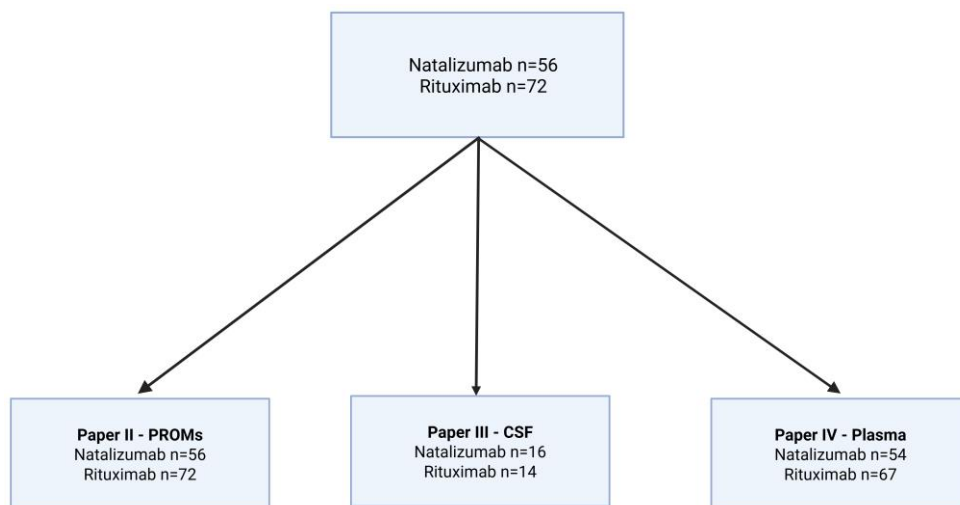 Natalizumab n=56
Rituximab n=72
Paper II - PROMs
Natalizumab n=56
Rituximab n=72
Paper III - CSF
Natalizumab n=16
Rituximab n=14
Paper IV - Plasma
Natalizumab n=54
Rituximab n=67